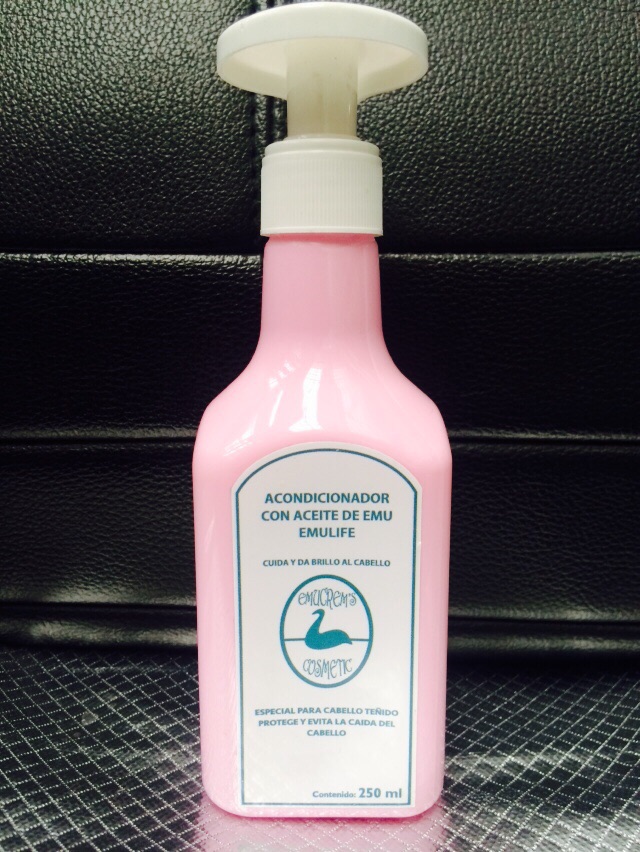 ACONDICIONADOR
CON ACEITE DE EMU
EMULIFE
CUIDA Y DA BRILLO AL CABELLO
EMUCREM'S
COSMETIC
ESPECIAL PARA CABELLO TEÑIDO
PROTEGE Y EVITA LA CAIDA DEL
CABELLO
Contenido: 250 ml